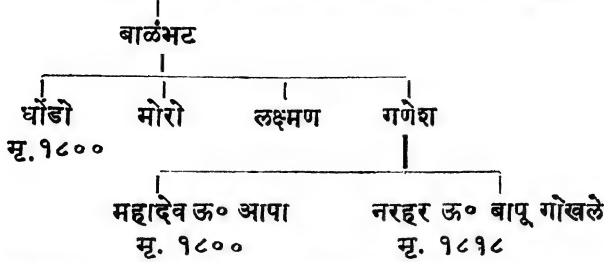 बाळंभट
धोंडो मोरो लक्ष्मण गणेश
मृ. १८००
महादेव ऊ० आपा नरहर ऊ० बापू गोखले
मृ. १८०० मृ. १८१८